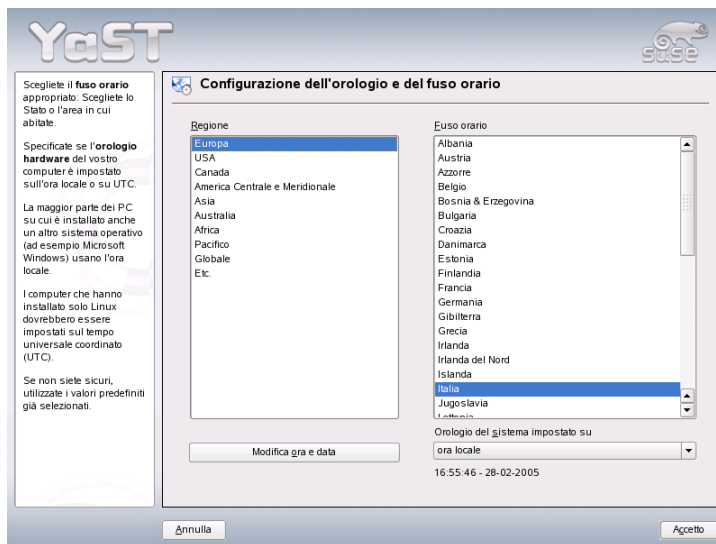 YaST
SUSE
Scegliete il fuso orario
appropriato: Scegliete lo
Stato o l'area in cui
abitate.
Specificate se l'orologio
hardware del vostro
computer è impostato
sull'ora locale o su UTC.
La maggior parte dei PC
su cui è installato anche
un altro sistema operativo
(ad esempio Microsoft
Windows) usano l'ora
locale.
I computer che hanno
installato solo Linux
dovrebbero essere
impostati sul tempo
universale coordinato
(UTC).
Se non siete sicuri,
utilizzate i valori predefiniti
già selezionati.
Configurazione dell'orologio e del fuso orario
Regione
Europa
USA
Canada
America Centrale e Meridionale
Asia
Australia
Africa
Pacifico
Globale
Etc.
Modifica ora e data
Fuso orario
Albania
Austria
Azzorre
Belgio
Bosnia & Erzegovina
Bulgaria
Croazia
Danimarca
Estonia
Finlandia
Francia
Germania
Gibilterra
Grecia
Irlanda
Irlanda del Nord
Islanda
Italia
Jugoslavia
Lettonia
Orologio del sistema impostato su
ora locale
16:55:46 - 28-02-2005
Annulla
Accetto